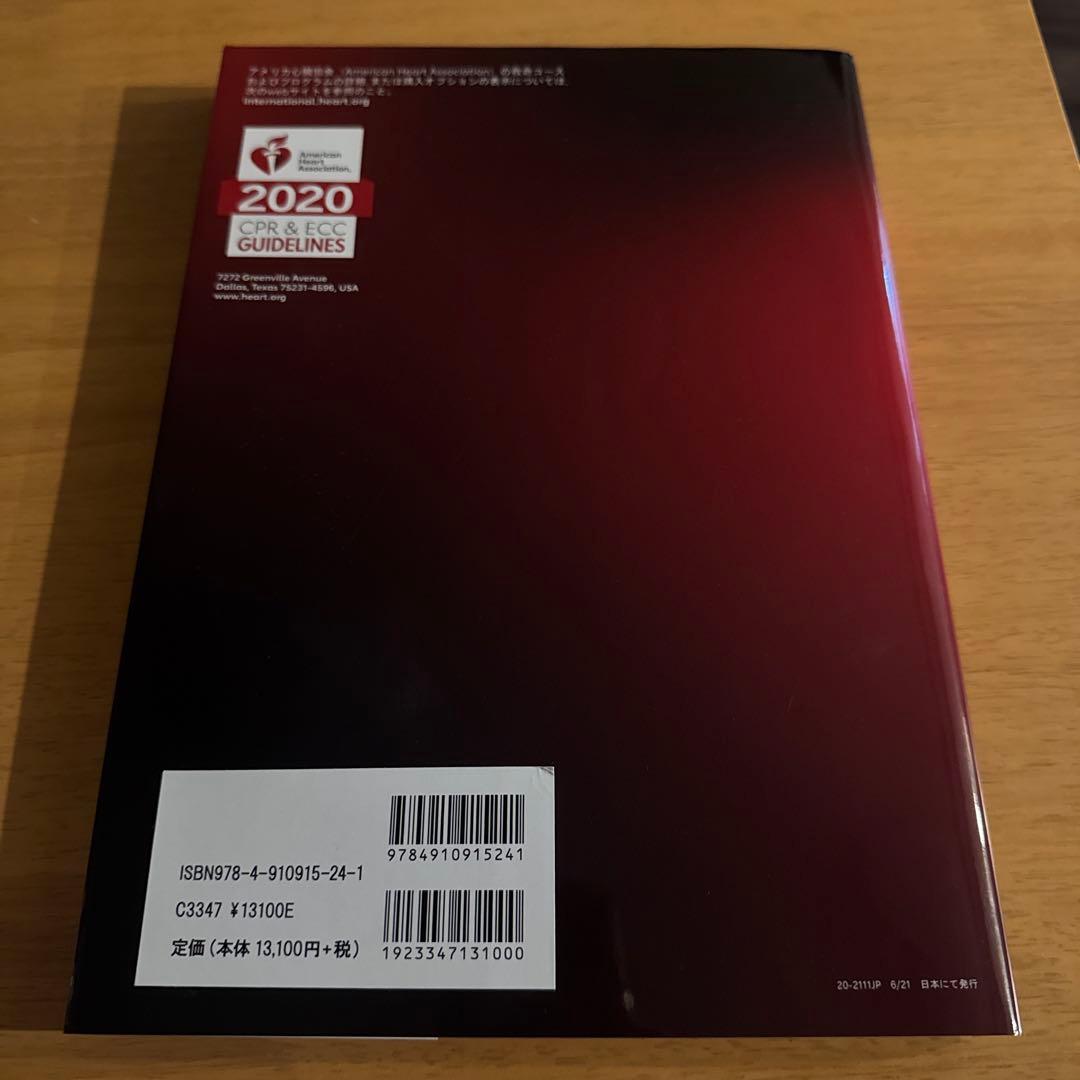 アメリカ心臓協会（American Heart Association）の救急コース
およびプログラムの詳細、または購入オプションの表示については、
次のwebサイトを参照のこと。
international.heart.org
American
Heart
Association.
2020
CPR & ECC
GUIDELINES
7272 Greenville Avenue
Dallas, Texas 75231-4596, USA
www.heart.org
9784910915241
ISBN978-4-910915-24-1
C3347 ¥13100E
定価（本体 13,100円+税）
1923347131000
20-2111JP 6/21 日本にて発行